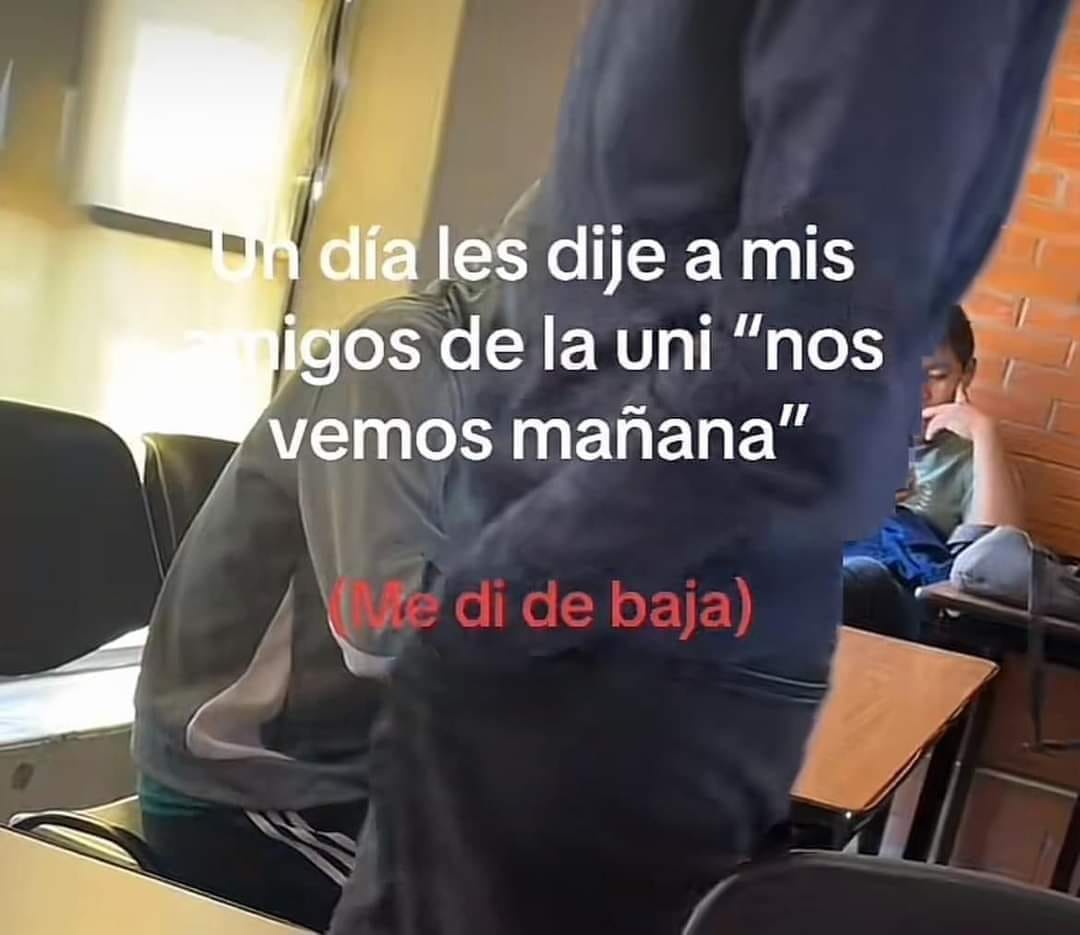 Un día les dije a mis
amigos de la uni “nos
vemos mañana”
(Me di de baja)